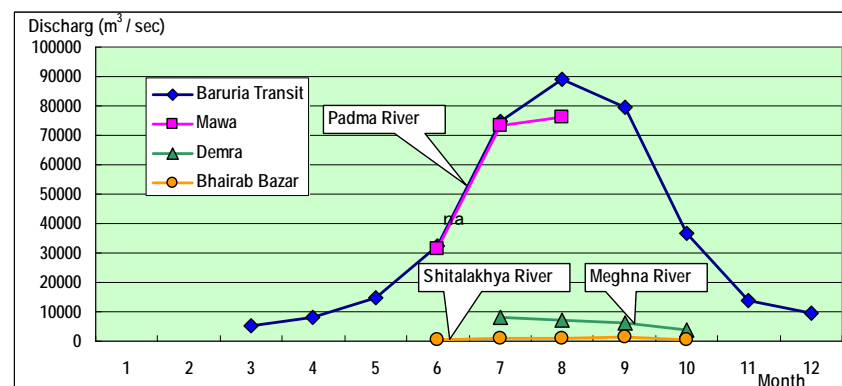 Discharg (m3 / sec)
100000
90000
80000
70000
60000
50000
40000
30000
20000
10000
0
Baruria Transit
Mawa
Demra
Bhairab Bazar
Padma River
na
Shitalakhya River
Meghna River
1 2 3 4 5 6 7 8 9 10 11 12
Month